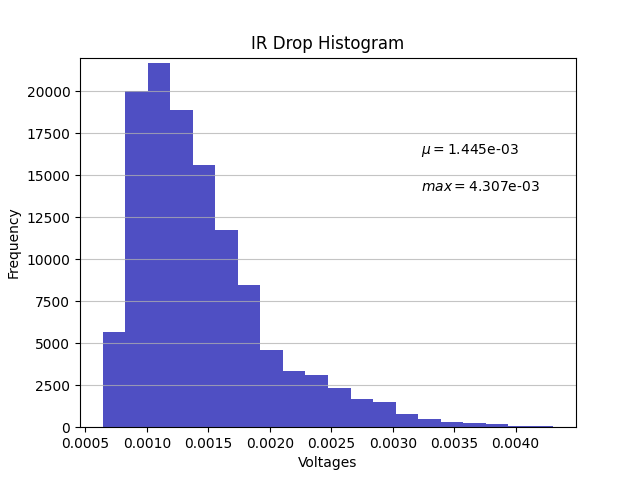 IR Drop Histogram
20000
17500
15000
12500
10000
7500
5000
2500
0
Frequency
μ = 1.445e-03
max = 4.307e-03
0.0005 0.0010 0.0015 0.0020 0.0025 0.0030 0.0035 0.0040
Voltages